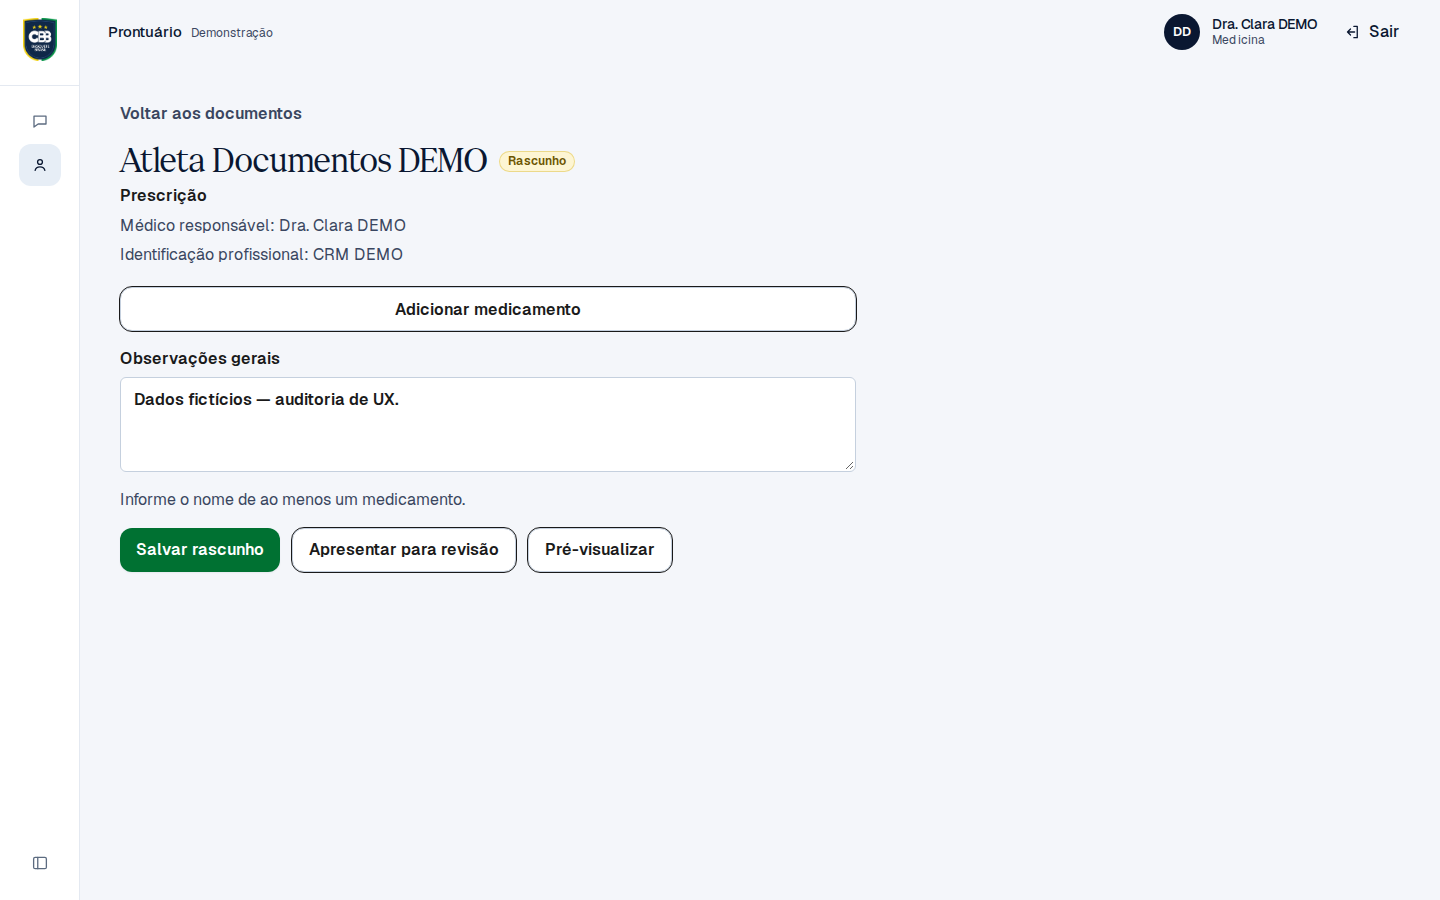 CBB
Prontuário Demonstração
DD
Dra. Clara DEMO
Medicina
Sair
Voltar aos documentos
Atleta Documentos DEMO Rascunho
Prescrição
Médico responsável: Dra. Clara DEMO
Identificação profissional: CRM DEMO
Adicionar medicamento
Observações gerais
Dados fictícios — auditoria de UX.
Informe o nome de ao menos um medicamento.
Salvar rascunho
Apresentar para revisão
Pré-visualizar